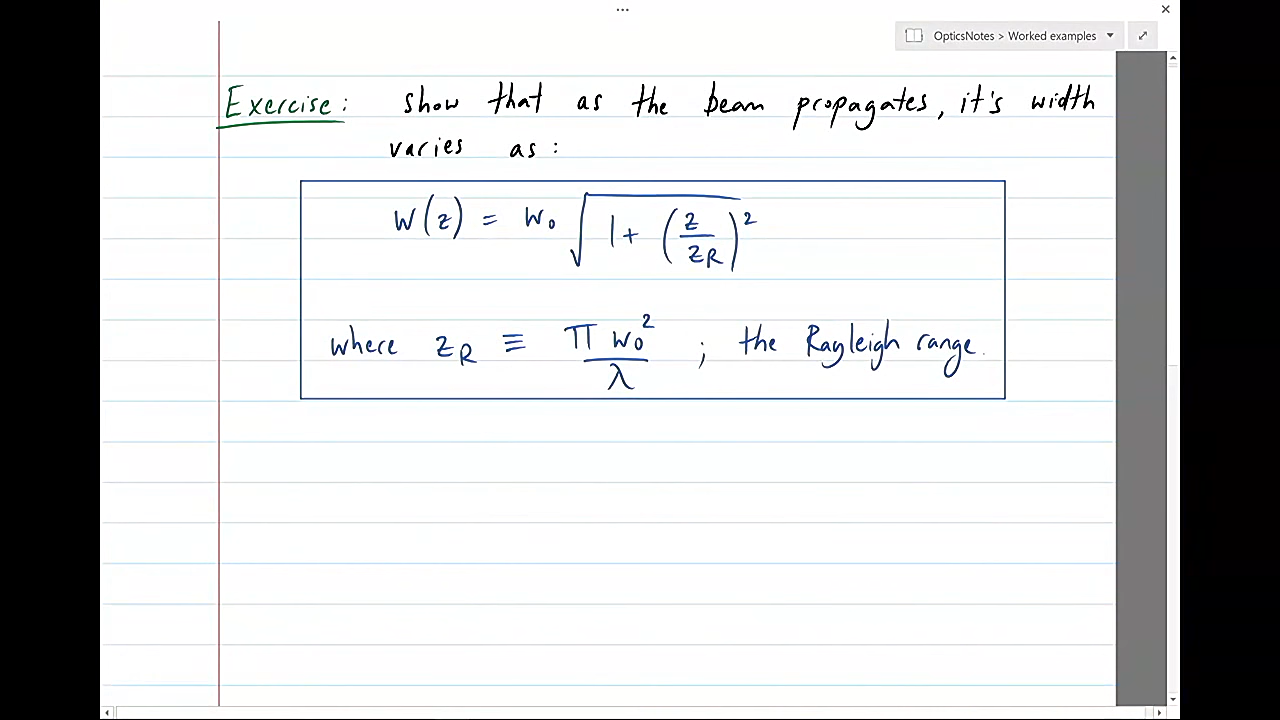 ...
OpticsNotes > Worked examples
Exercise: show that as the beam propagates, it's width
varies as:
W(z) = W₀ √(1 + (z/z_R)²)
where z_R ≡ π w₀²/λ ; the Rayleigh range.